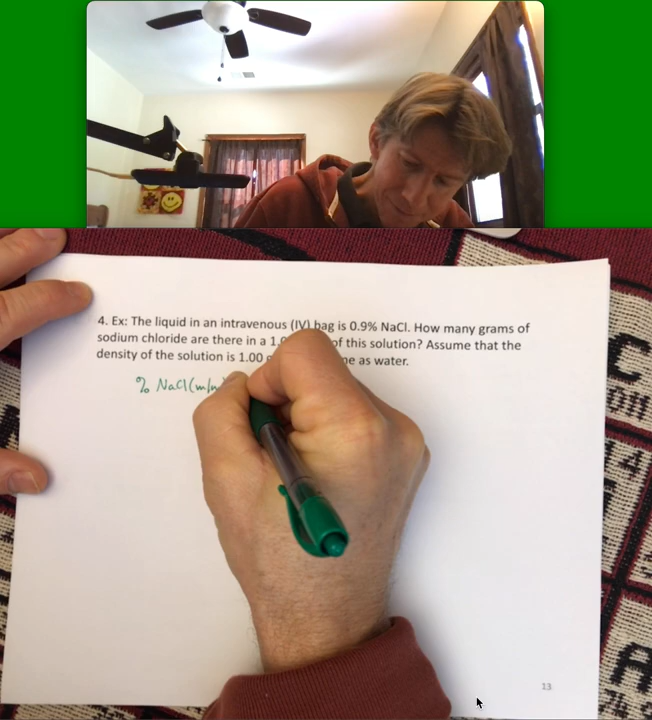 4. Ex: The liquid in an intravenous (IV) bag is 0.9% NaCl. How many grams of
sodium chloride are there in a 1.0 of this solution? Assume that the
density of the solution is 1.00 as water.
% NaCl(m/m)
C
14
4
A
13